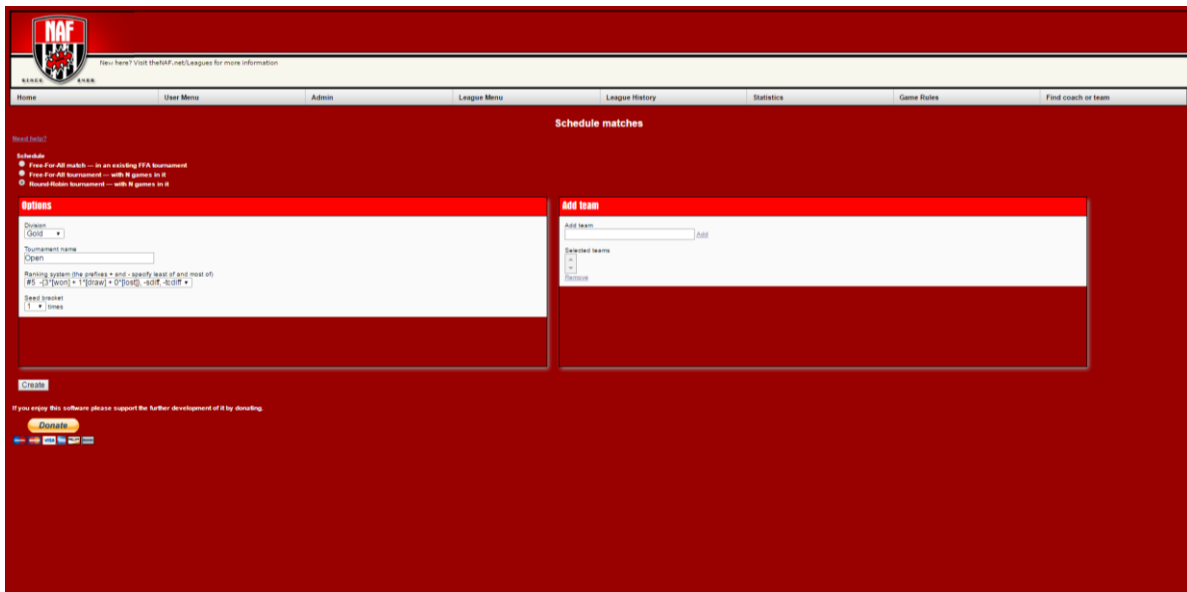 NAF
New here? Visit theNAF.net/Leagues for more information
SINCE EVER
Home User Menu Admin League Menu League History Statistics Game Rules Find coach or team
Schedule matches
Need help?
Schedule
Free-For-All match — in an existing FFA tournament
Free-For-All tournament — with N games in it
Round-Robin tournament — with N games in it
Options
Division
Gold
Tournament name
Open
Ranking system (the prefixes + and - specify least of and most of)
#5 -{3*[won] + 1*[draw] + 0*[lost]}, -sdiff, -tcdiff
Seed bracket
1 times
Add team
Add team
Add
Selected teams
Remove
Create
If you enjoy this software please support the further development of it by donating.
Donate
VISA